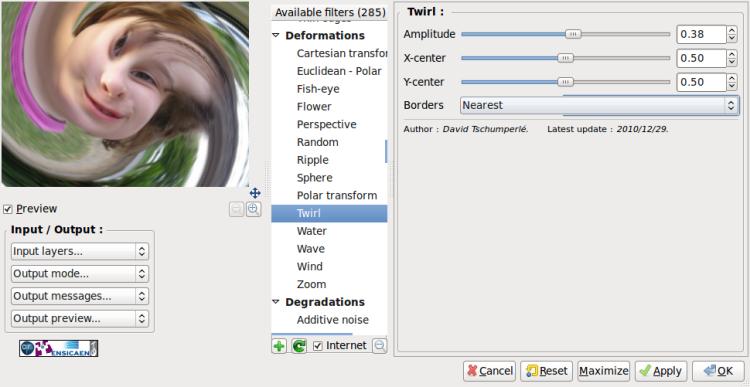 Preview
Input / Output :
Input layers...
Output mode...
Output messages...
Output preview...
ENSICAEN
Available filters (285)
Deformations
Cartesian transfor
Euclidean - Polar
Fish-eye
Flower
Perspective
Random
Ripple
Sphere
Polar transform
Twirl
Water
Wave
Wind
Zoom
Degradations
Additive noise
Internet
Twirl :
Amplitude 0.38
X-center 0.50
Y-center 0.50
Borders Nearest
Author : David Tschumperlé. Latest update : 2010/12/29.
Cancel Reset Maximize Apply OK